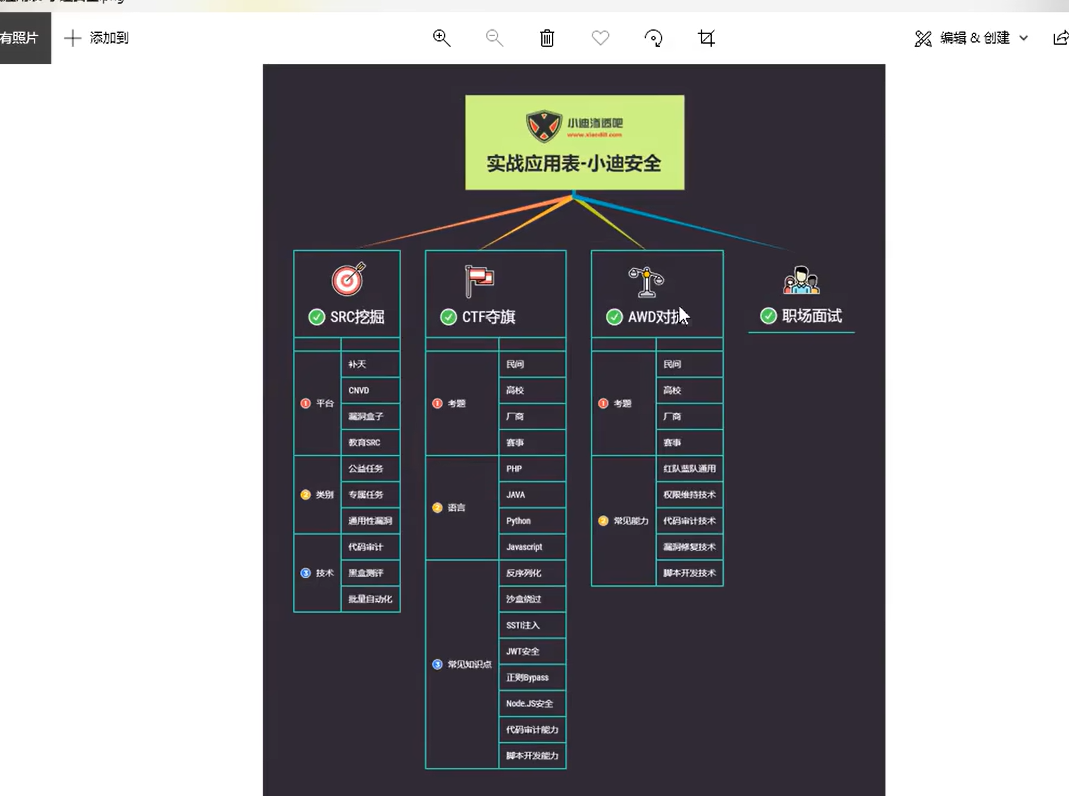 有照片
添加到
编辑 & 创建
小迪渗透吧
www.xiaodi8.com
实战应用表-小迪安全
SRC挖掘
1 平台
补天
CNVD
漏洞盒子
教育SRC
2 类别
公益任务
专属任务
通用性漏洞
3 技术
代码审计
黑盒测评
批量自动化
CTF夺旗
1 考题
民间
高校
厂商
赛事
2 语言
PHP
JAVA
Python
Javascript
3 常见知识点
反序列化
沙盒绕过
SSTI注入
JWT安全
正则Bypass
Node.JS安全
代码审计能力
脚本开发能力
AWD对抗
1 考题
民间
高校
厂商
赛事
2 常见能力
红队蓝队通用
权限维持技术
代码审计技术
漏洞修复技术
脚本开发技术
职场面试